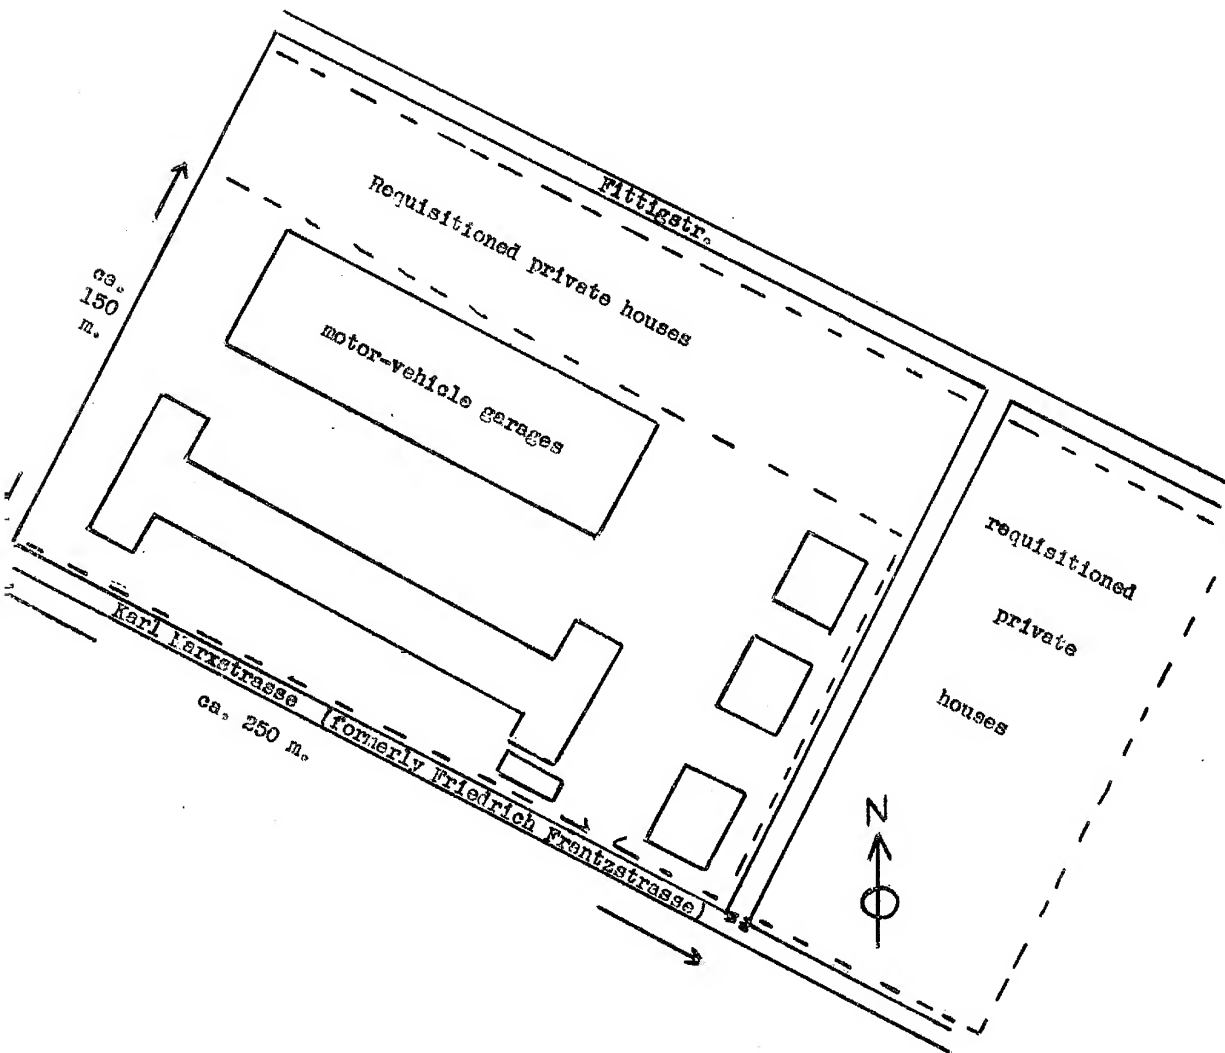 Fittigstr.
Requisitioned private houses
ca.
150
m.
motor-vehicle garages
requisitioned
private
houses
Karl Marxstrasse (formerly Friedrich Frantzstrasse)
ca. 250 m.
N